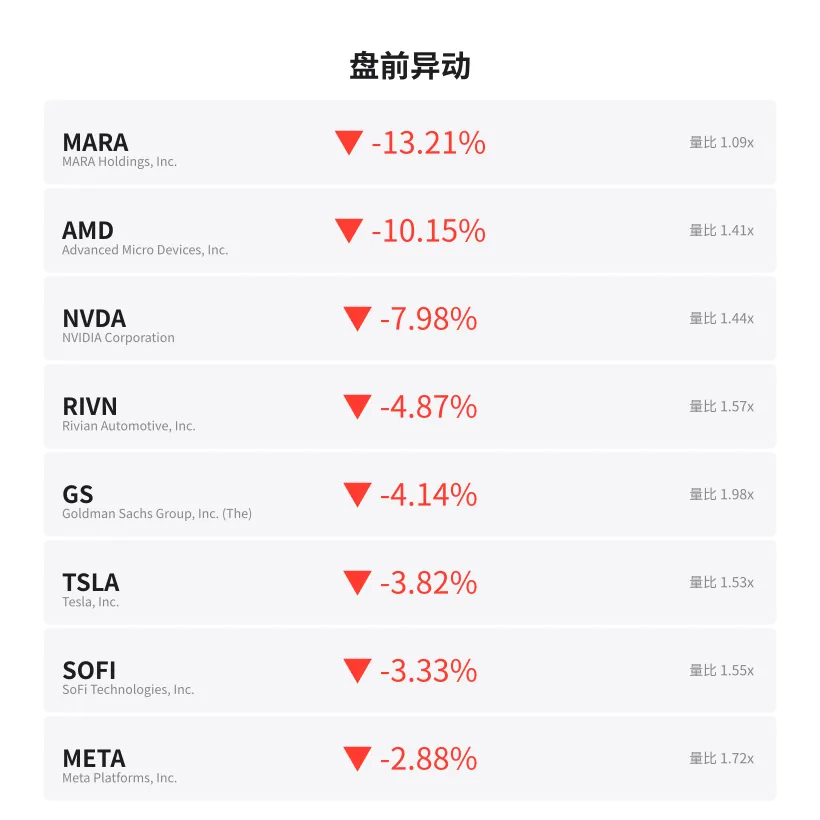 盘前异动
MARA
MARA Holdings, Inc.
▼ -13.21%
量比 1.09x
AMD
Advanced Micro Devices, Inc.
▼ -10.15%
量比 1.41x
NVDA
NVIDIA Corporation
▼ -7.98%
量比 1.44x
RIVN
Rivian Automotive, Inc.
▼ -4.87%
量比 1.57x
GS
Goldman Sachs Group, Inc. (The)
▼ -4.14%
量比 1.98x
TSLA
Tesla, Inc.
▼ -3.82%
量比 1.53x
SOFI
SoFi Technologies, Inc.
▼ -3.33%
量比 1.55x
META
Meta Platforms, Inc.
▼ -2.88%
量比 1.72x